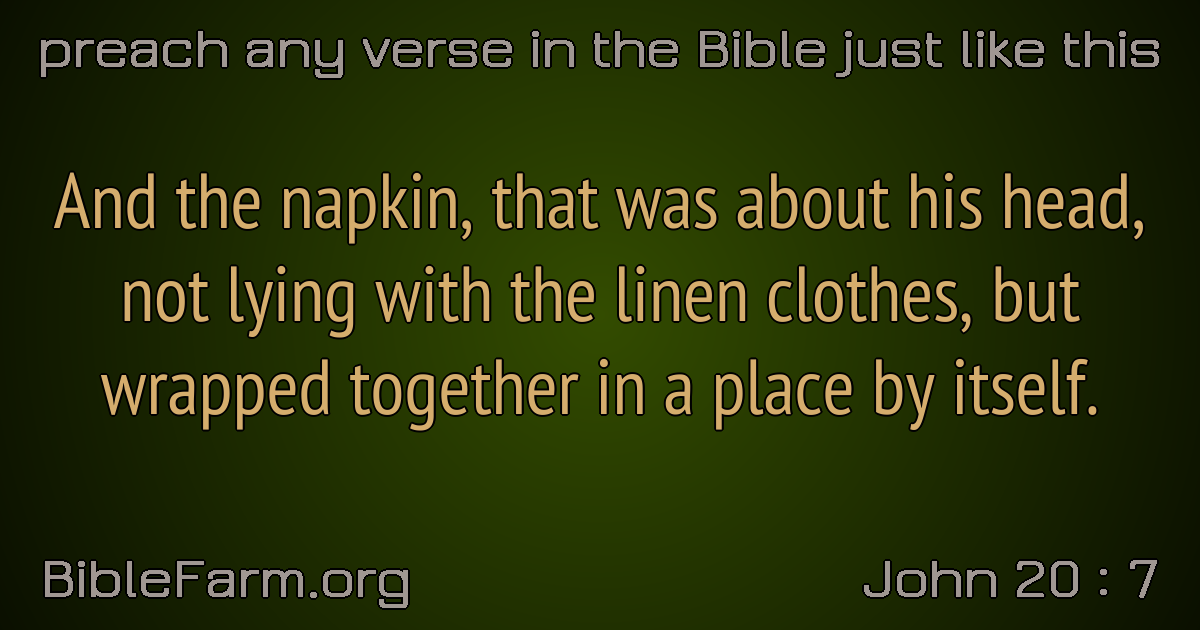 preach any verse in the Bible just like this
And the napkin, that was about his head,
not lying with the linen clothes, but
wrapped together in a place by itself.
BibleFarm.org
John 20 : 7